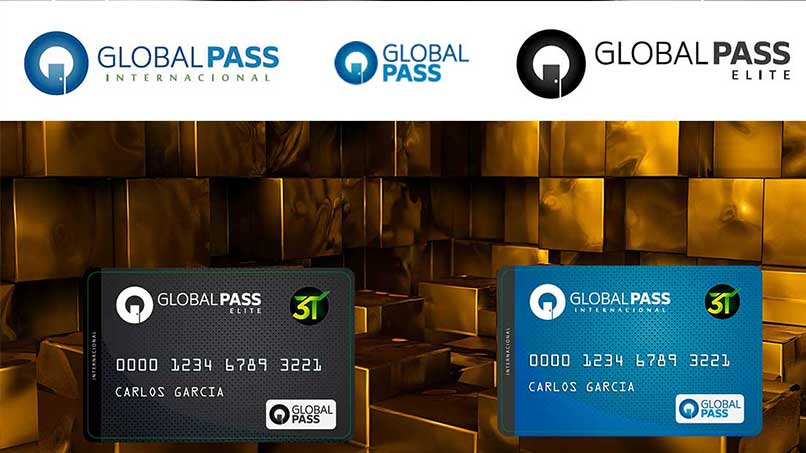 GLOBALPASS
INTERNACIONAL
GLOBAL
PASS
GLOBALPASS
ELITE
GLOBALPASS
ELITE
3T
INTERNACIONAL
0000 1234 6789 3221
CARLOS GARCIA
GLOBAL
PASS
GLOBALPASS
INTERNACIONAL
3T
INTERNACIONAL
0000 1234 6789 3221
CARLOS GARCIA
GLOBAL
PASS